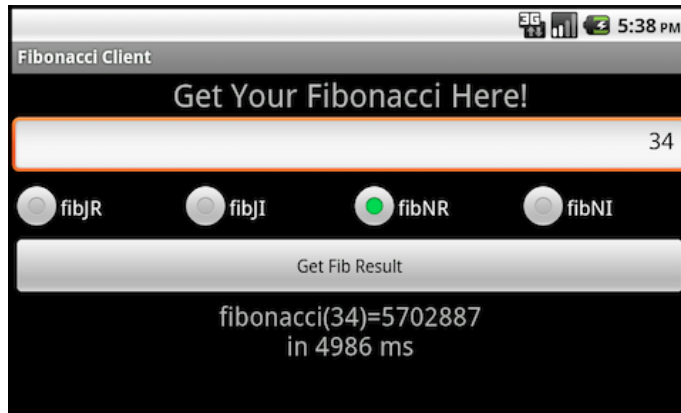 3G 5:38 PM
Fibonacci Client
Get Your Fibonacci Here!
34
fibJR fibJI fibNR fibNI
Get Fib Result
fibonacci(34)=5702887
in 4986 ms